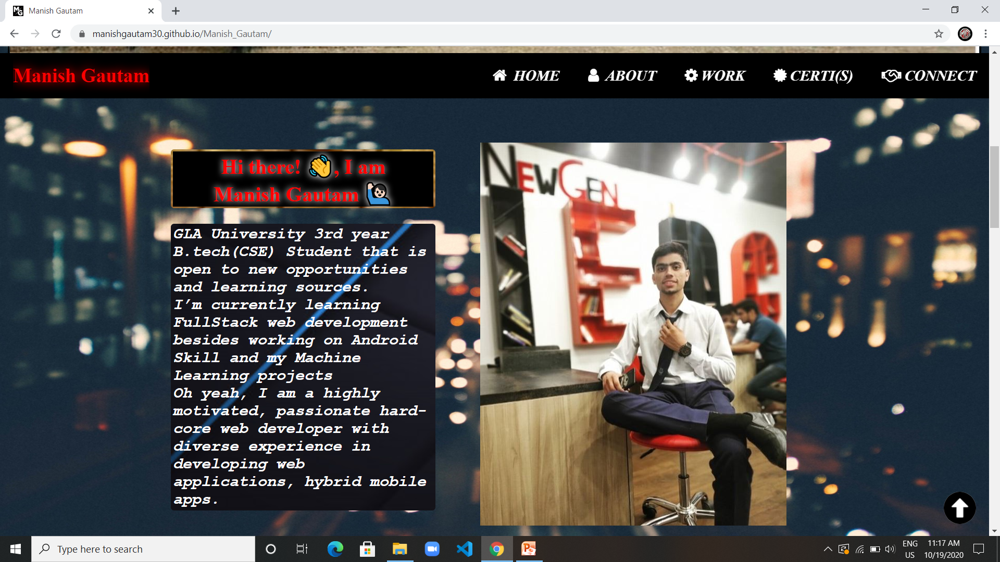 Manish Gautam
manishgautam30.github.io/Manish_Gautam/
Manish Gautam
HOME ABOUT WORK CERTI(S) CONNECT
Hi there! 👋, I am
Manish Gautam 🙋🏻‍♂️
GLA University 3rd year
B.tech(CSE) Student that is
open to new opportunities
and learning sources.
I’m currently learning
FullStack web development
besides working on Android
Skill and my Machine
Learning projects
Oh yeah, I am a highly
motivated, passionate hard-
core web developer with
diverse experience in
developing web
applications, hybrid mobile
apps.
NEWGEN
Type here to search
ENG
US
11:17 AM
10/19/2020